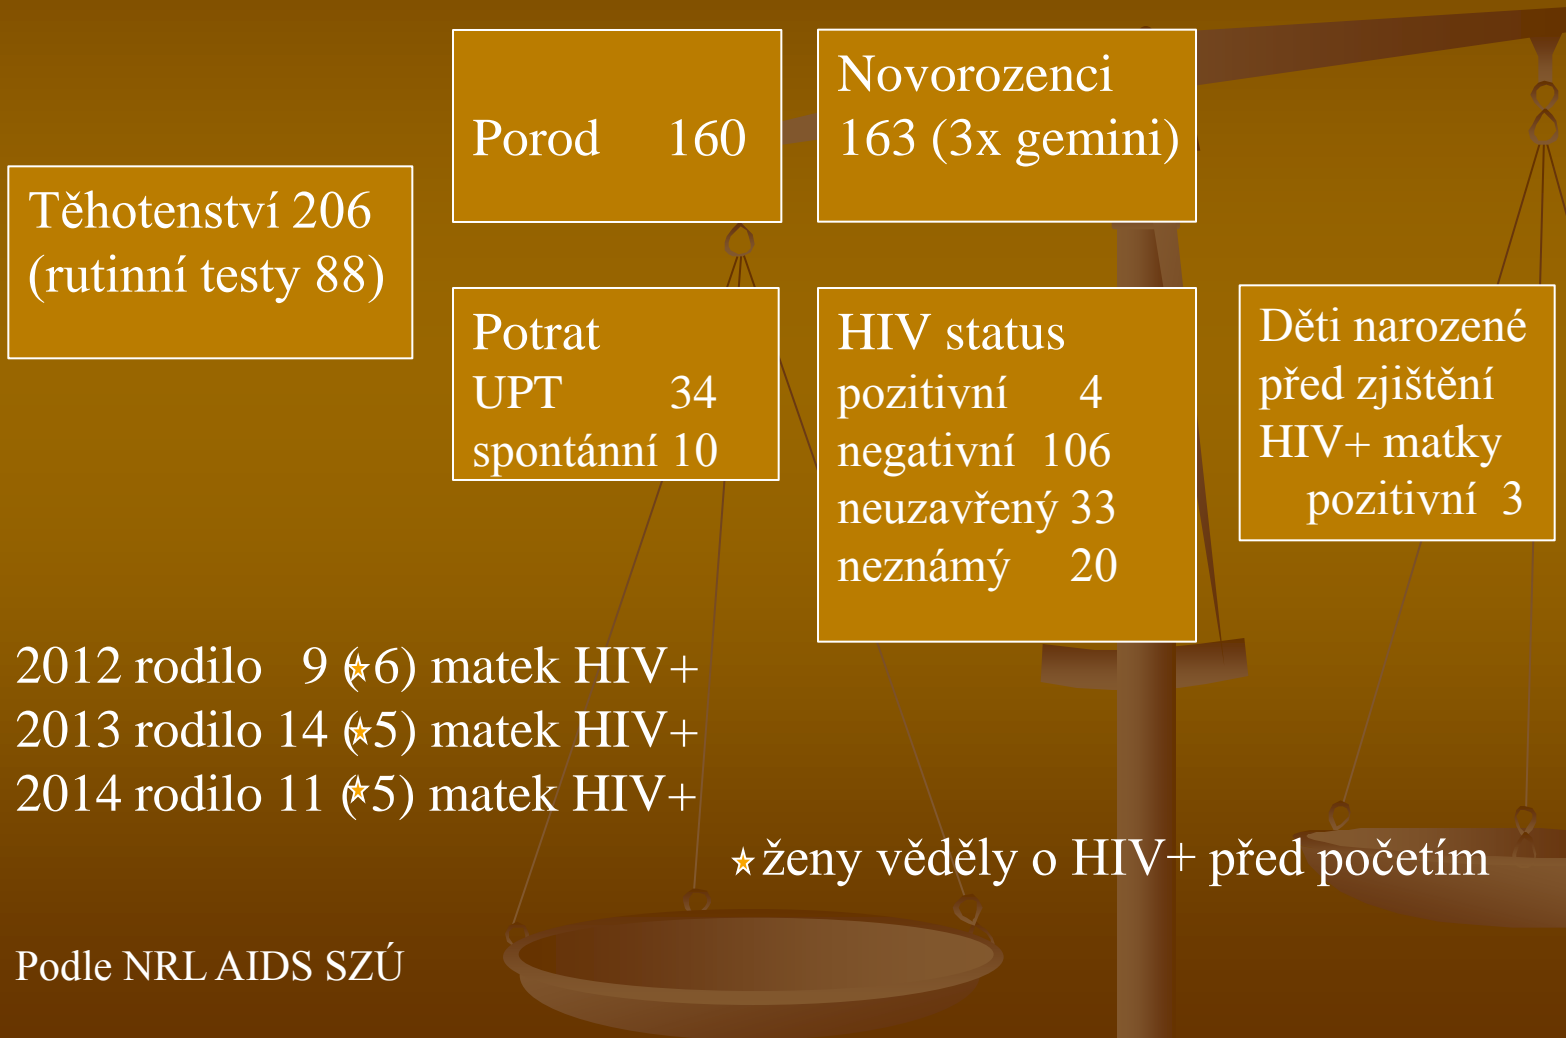 Těhotenství 206
(rutinní testy 88)
Porod 160
Novorozenci
163 (3x gemini)
Potrat
UPT 34
spontánní 10
HIV status
pozitivní 4
negativní 106
neuzavřený 33
neznámý 20
Děti narozené
před zjištění
HIV+ matky
pozitivní 3
2012 rodilo 9 (★6) matek HIV+
2013 rodilo 14 (★5) matek HIV+
2014 rodilo 11 (★5) matek HIV+
★ženy věděly o HIV+ před početím
Podle NRL AIDS SZÚ